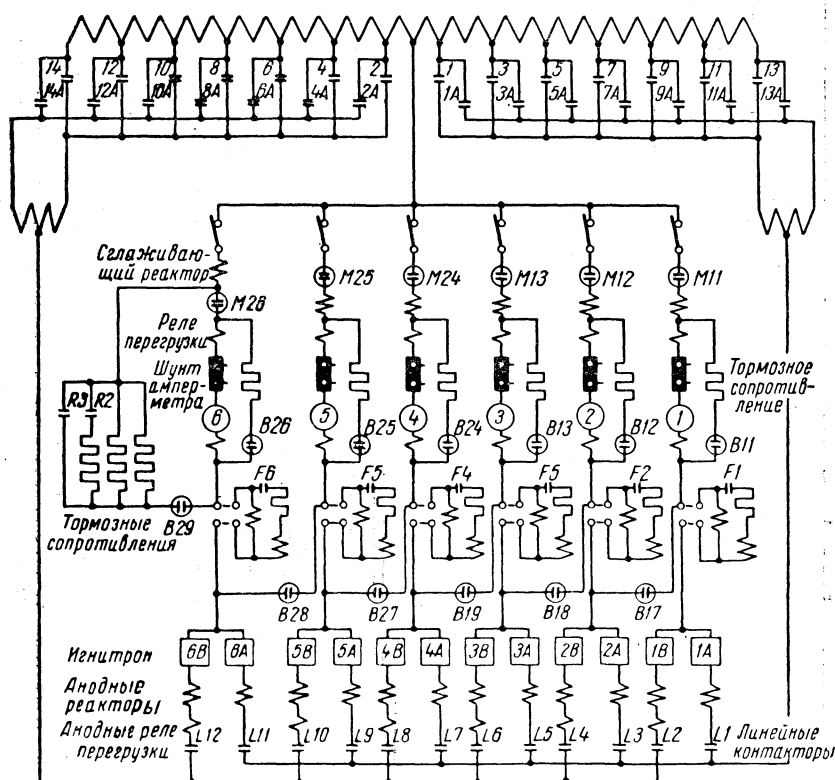 14 12 10 8 6 4 2 1 3 5 7 9 11 13
14A 12A 10A 8A 6A 4A 2A 1A 3A 5A 7A 9A 11A 13A
Сглаживаю-
щий реактор
M26 M25 M24 M13 M12 M11
Реле
перегрузки
Шунт
ампер-
метра
Тормозное
сопротив-
ление
R3 R2
6 5 4 3 2 1
B26 B25 B24 B13 B12 B11
F6 F5 F4 F5 F2 F1
Тормозные
сопротивления
B29
B28 B27 B19 B18 B17
Игнитрон
6B 6A 5B 5A 4B 4A 3B 3A 2B 2A 1B 1A
Анодные
реакторы
Анодные реле
перегрузки
L12 L11 L10 L9 L8 L7 L6 L5 L4 L3 L2 L1
Линейные
контакторы